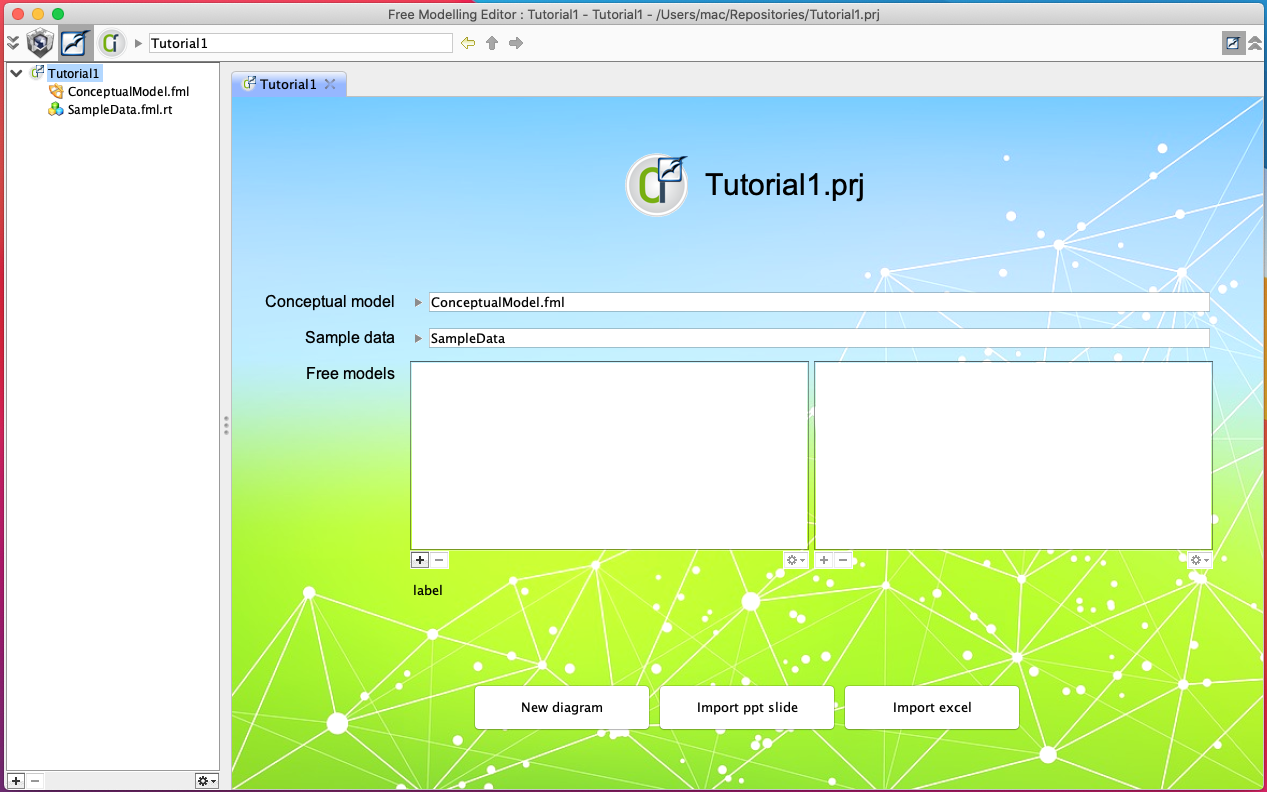 Free Modelling Editor : Tutorial1 - Tutorial1 - /Users/mac/Repositories/Tutorial1.prj
Tutorial1
Tutorial1
ConceptualModel.fml
SampleData.fml.rt
Tutorial1
Tutorial1.prj
Conceptual model
ConceptualModel.fml
Sample data
SampleData
Free models
label
New diagram
Import ppt slide
Import excel